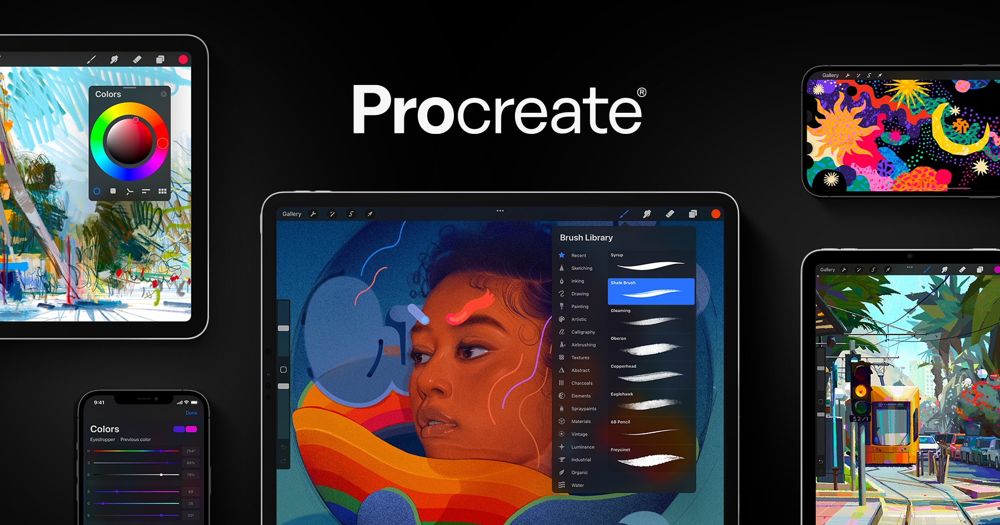 Procreate®
Colors
Gallery
Gallery
Brush Library
Recent
Sketching
Inking
Drawing
Painting
Artistic
Calligraphy
Airbrushing
Textures
Abstract
Charcoals
Elements
Spraypaints
Materials
Vintage
Luminance
Industrial
Organic
Water
Syrup
Shale Brush
Gloaming
Oberon
Copperhead
Eaglehawk
6B Pencil
Freycinet
Gallery
S2/1
9:41
Done
Colors
Eyedropper Previous color
H 254°
S 86%
B 79%
R 69
G 28
B 201